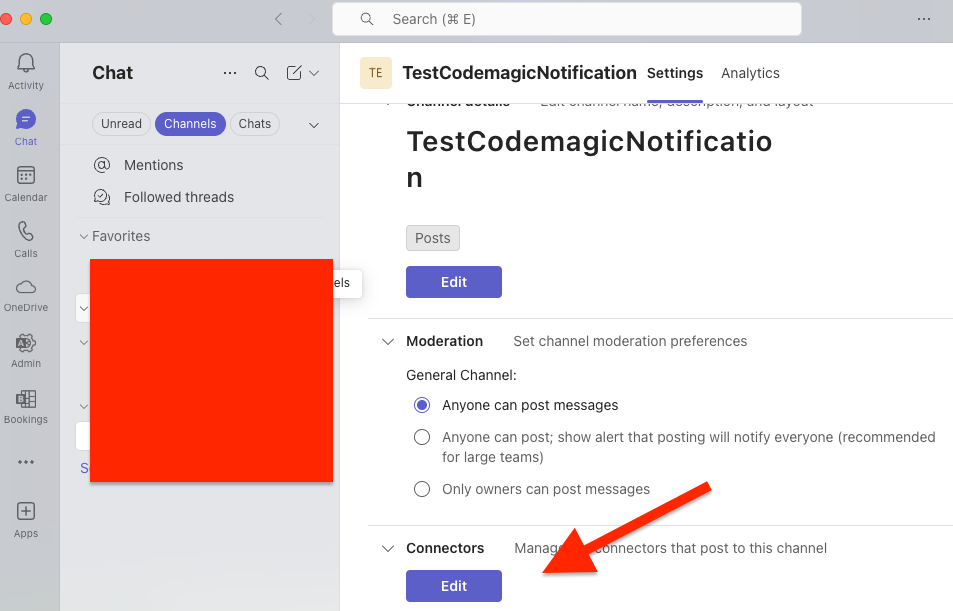 Search (⌘ E)
Activity
Chat
Calendar
Calls
OneDrive
Admin
Bookings
Apps
Chat
Unread
Channels
Chats
Mentions
Followed threads
Favorites
els
S
TE
TestCodemagicNotification
Settings
Analytics
Channel details
Edit channel name, description, and layout
TestCodemagicNotificatio
n
Posts
Edit
Moderation Set channel moderation preferences
General Channel:
Anyone can post messages
Anyone can post; show alert that posting will notify everyone (recommended
for large teams)
Only owners can post messages
Connectors Manage connectors that post to this channel
Edit